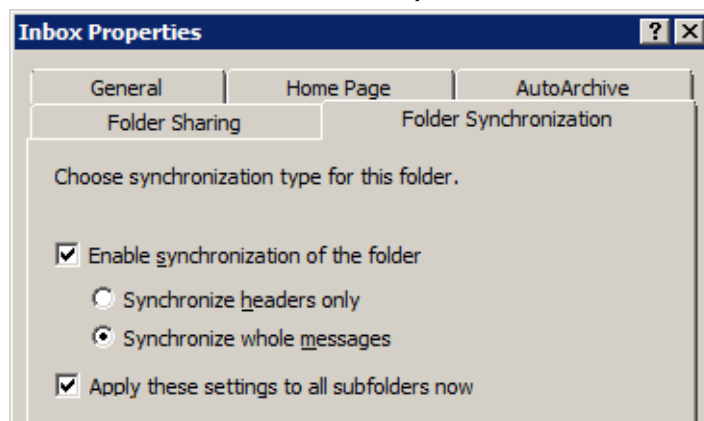 Inbox Properties
General
Home Page
AutoArchive
Folder Sharing
Folder Synchronization
Choose synchronization type for this folder.
Enable synchronization of the folder
Synchronize headers only
Synchronize whole messages
Apply these settings to all subfolders now